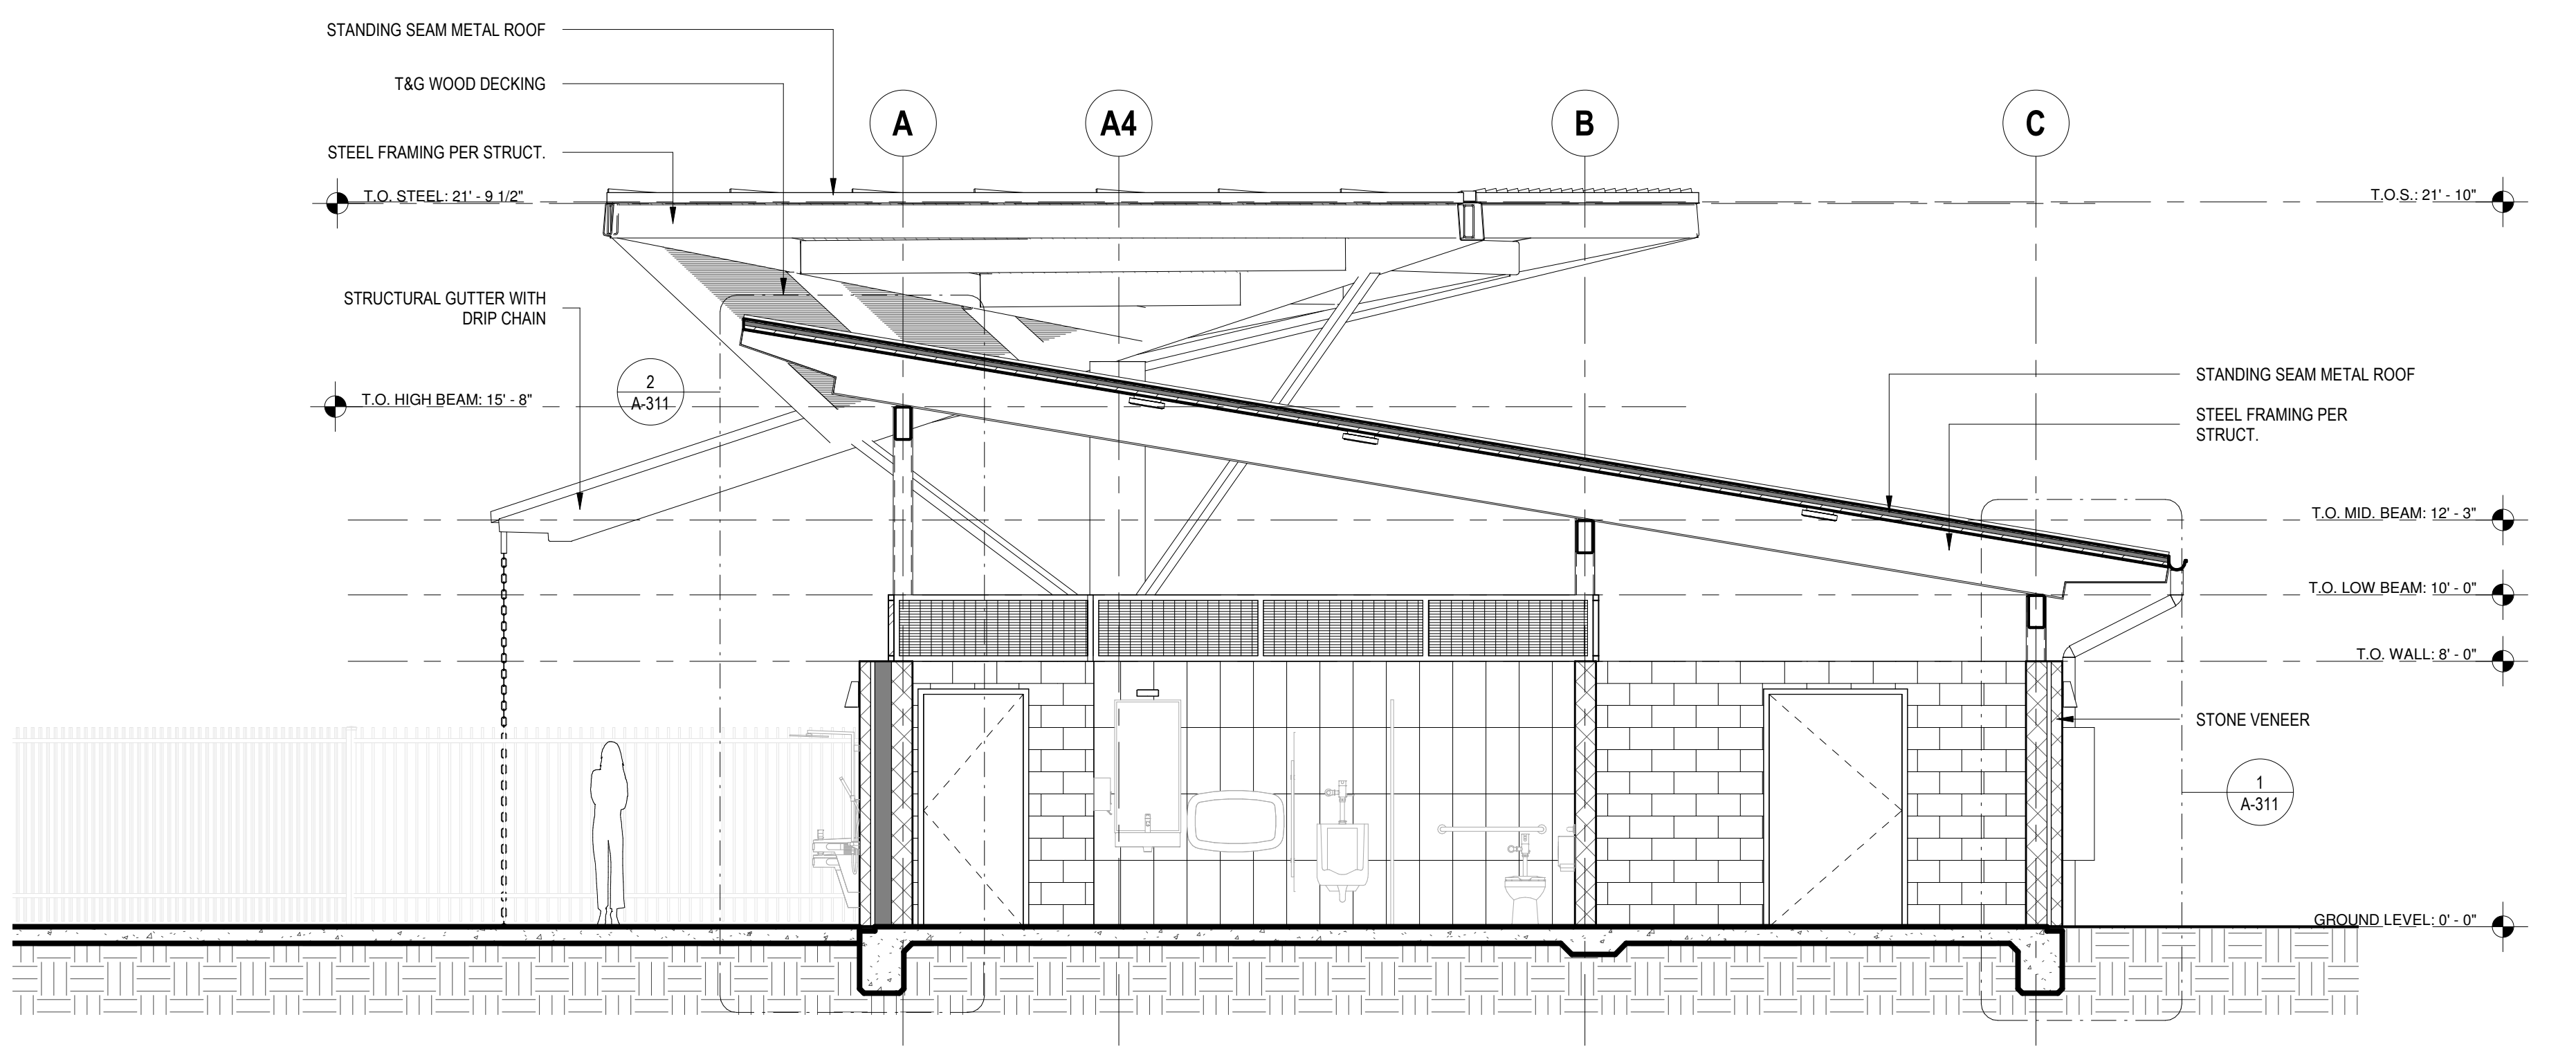 STANDING SEAM METAL ROOF
T&G WOOD DECKING
STEEL FRAMING PER STRUCT.
A
A4
B
C
T.O. STEEL: 21' - 9 1/2"
T.O.S.: 21' - 10"
STRUCTURAL GUTTER WITH
DRIP CHAIN
2
A-311
T.O. HIGH BEAM: 15' - 8"
STANDING SEAM METAL ROOF
STEEL FRAMING PER
STRUCT.
T.O. MID. BEAM: 12' - 3"
T.O. LOW BEAM: 10' - 0"
T.O. WALL: 8' - 0"
STONE VENEER
1
A-311
GROUND LEVEL: 0' - 0"